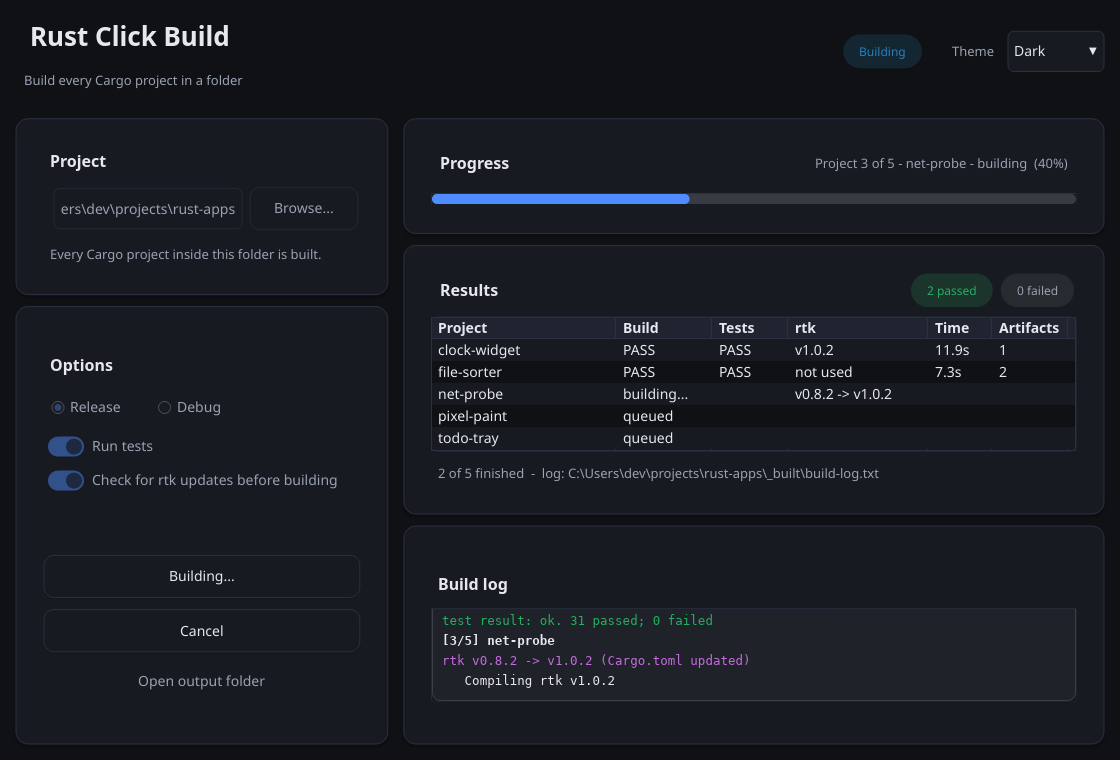 Rust Click Build
Build every Cargo project in a folder
Building
Theme
Dark
Project
ers\dev\projects\rust-apps
Browse...
Every Cargo project inside this folder is built.
Options
Release
Debug
Run tests
Check for rtk updates before building
Building...
Cancel
Open output folder
Progress
Project 3 of 5 - net-probe - building (40%)
Results
2 passed
0 failed
Project Build Tests rtk Time Artifacts
clock-widget PASS PASS v1.0.2 11.9s 1
file-sorter PASS PASS not used 7.3s 2
net-probe building... v0.8.2 -> v1.0.2
pixel-paint queued
todo-tray queued
2 of 5 finished - log: C:\Users\dev\projects\rust-apps\_built\build-log.txt
Build log
test result: ok. 31 passed; 0 failed
[3/5] net-probe
rtk v0.8.2 -> v1.0.2 (Cargo.toml updated)
Compiling rtk v1.0.2